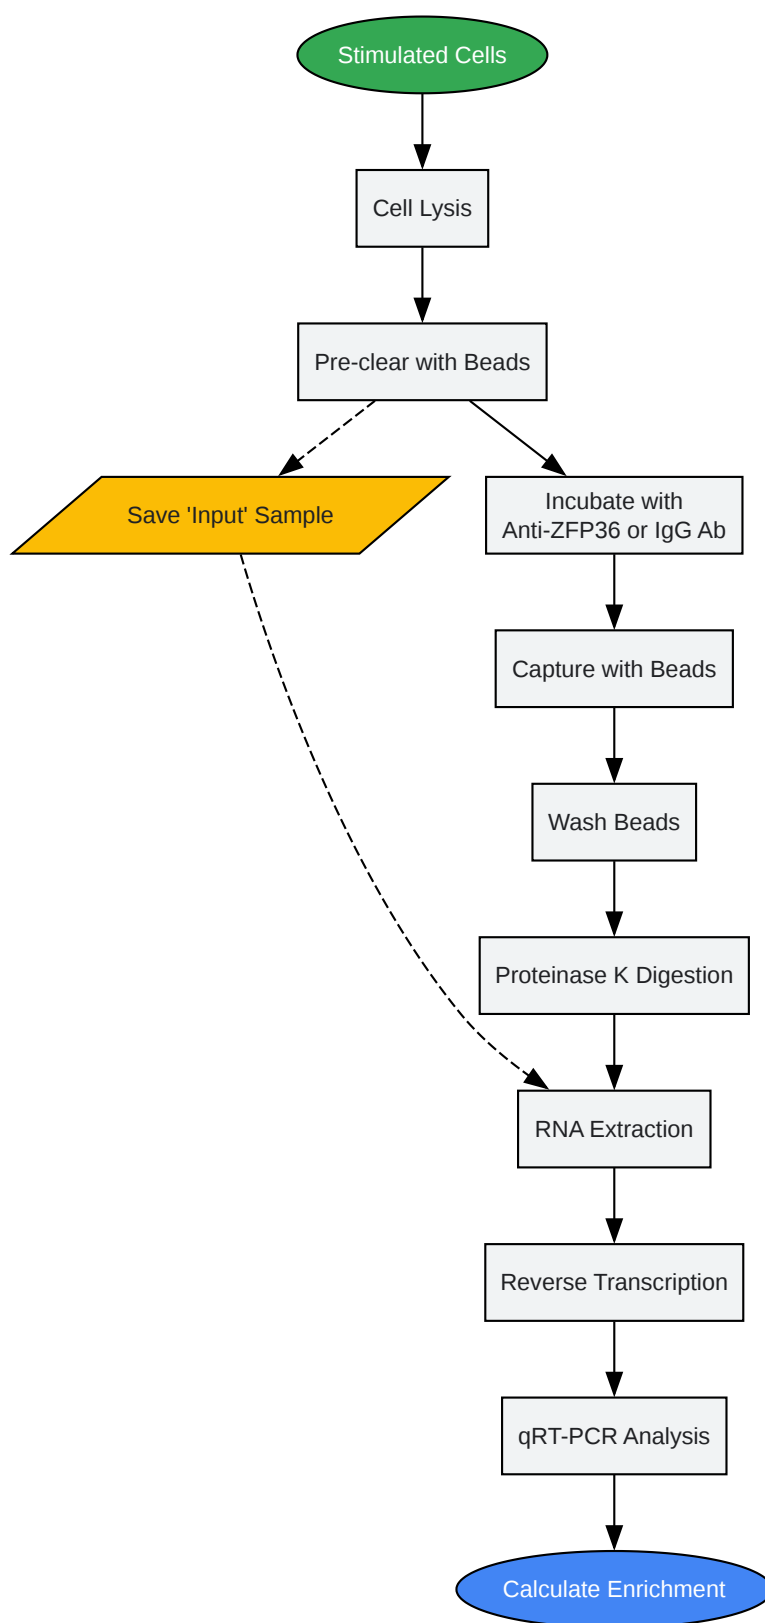 Stimulated Cells
Cell Lysis
Pre-clear with Beads
Save 'Input' Sample
Incubate with
Anti-ZFP36 or IgG Ab
Capture with Beads
Wash Beads
Proteinase K Digestion
RNA Extraction
Reverse Transcription
qRT-PCR Analysis
Calculate Enrichment